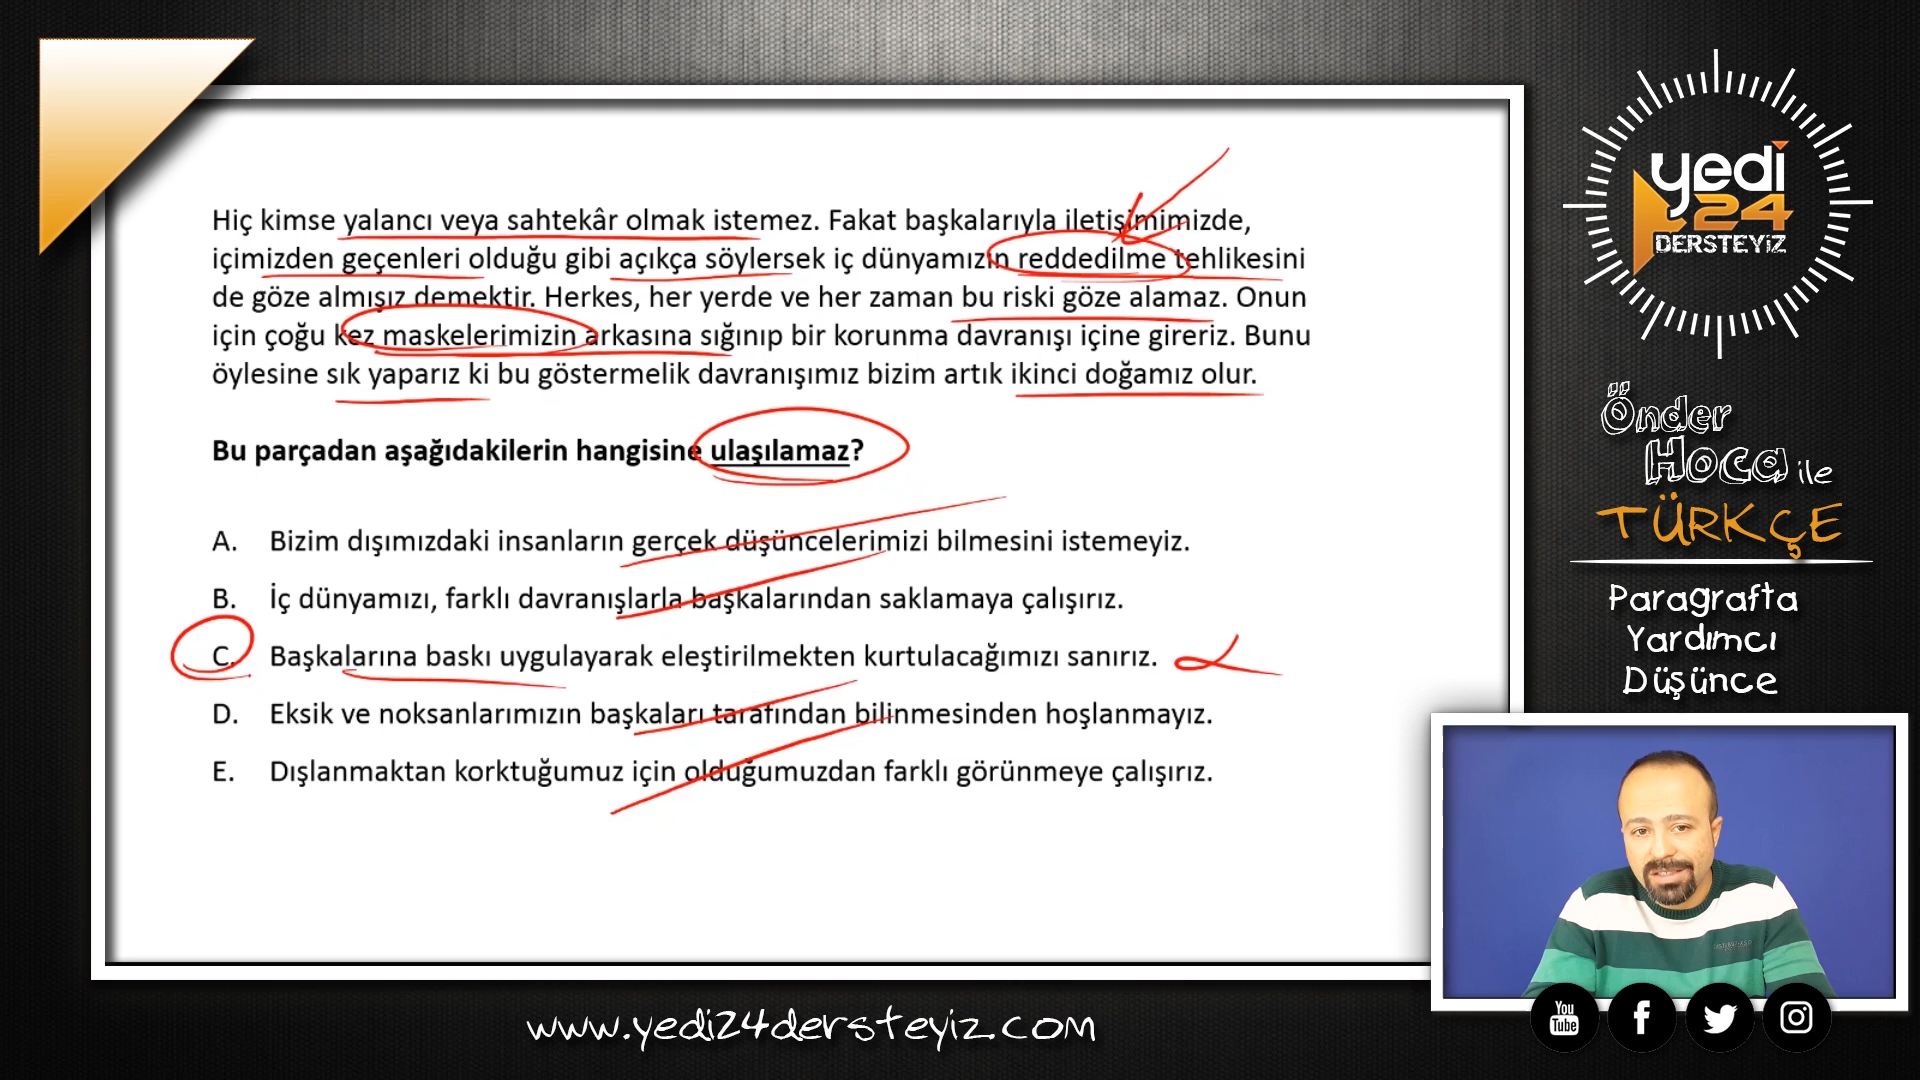 Hiç kimse yalancı veya sahtekâr olmak istemez. Fakat başkalarıyla iletişimimizde,
içimizden geçenleri olduğu gibi açıkça söylersek iç dünyamızın reddedilme tehlikesini
de göze almışız demektir. Herkes, her yerde ve her zaman bu riski göze alamaz. Onun
için çoğu kez maskelerimizin arkasına sığınıp bir korunma davranışı içine gireriz. Bunu
öylesine sık yaparız ki bu göstermelik davranışımız bizim artık ikinci doğamız olur.
Bu parçadan aşağıdakilerin hangisine ulaşılamaz?
A. Bizim dışımızdaki insanların gerçek düşüncelerimizi bilmesini istemeyiz.
B. İç dünyamızı, farklı davranışlarla başkalarından saklamaya çalışırız.
C. Başkalarına baskı uygulayarak eleştirilmekten kurtulacağımızı sanırız.
D. Eksik ve noksanlarımızın başkaları tarafından bilinmesinden hoşlanmayız.
E. Dışlanmaktan korktuğumuz için olduğumuzdan farklı görünmeye çalışırız.
yedi
24
DERSTEYİZ
Önder
Hoca ile
TÜRKÇE
Paragrafta
Yardımcı
Düşünce
www.yedi24dersteyiz.com
You
Tube